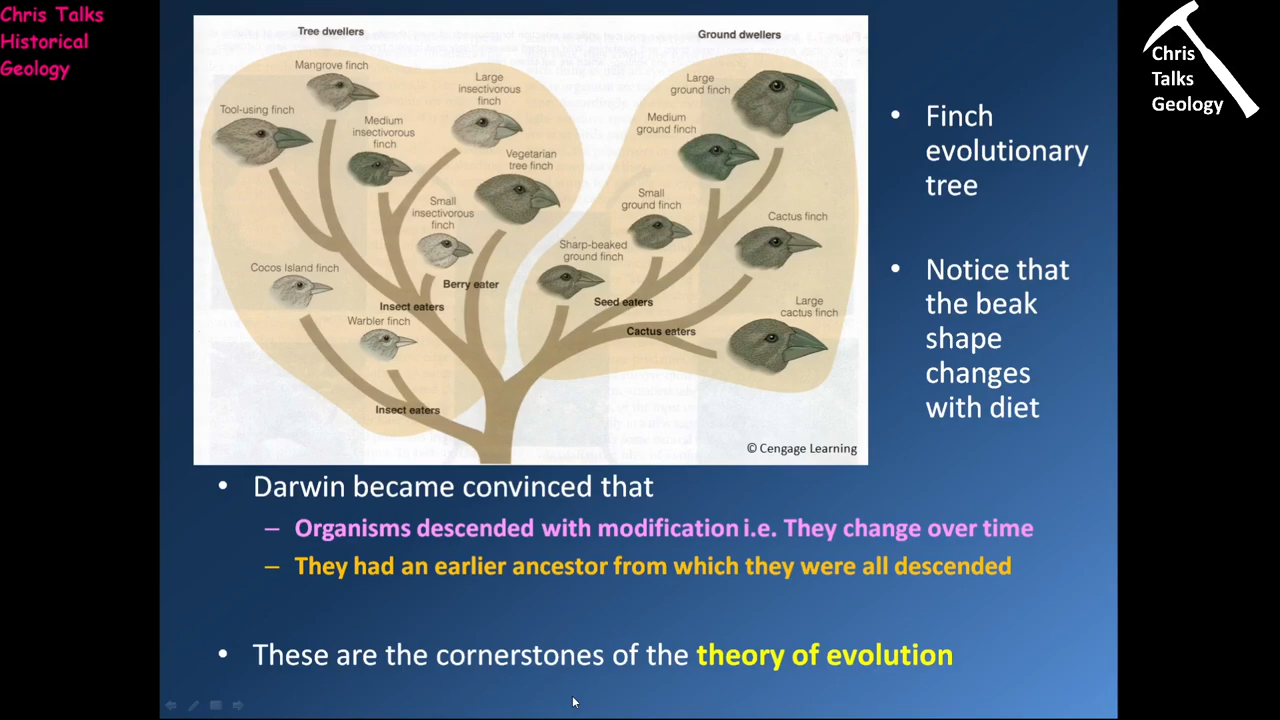 Chris Talks
Historical
Geology
Chris
Talks
Geology
Tree dwellers
Ground dwellers
Mangrove finch
Large
insectivorous
finch
Tool-using finch
Medium
insectivorous
finch
Vegetarian
tree finch
Small
insectivorous
finch
Cocos Island finch
Berry eater
Insect eaters
Warbler finch
Insect eaters
Large
ground finch
Medium
ground finch
Small
ground finch
Cactus finch
Sharp-beaked
ground finch
Seed eaters
Large
cactus finch
Cactus eaters
© Cengage Learning
• Finch
evolutionary
tree
• Notice that
the beak
shape
changes
with diet
• Darwin became convinced that
– Organisms descended with modification i.e. They change over time
– They had an earlier ancestor from which they were all descended
• These are the cornerstones of the theory of evolution